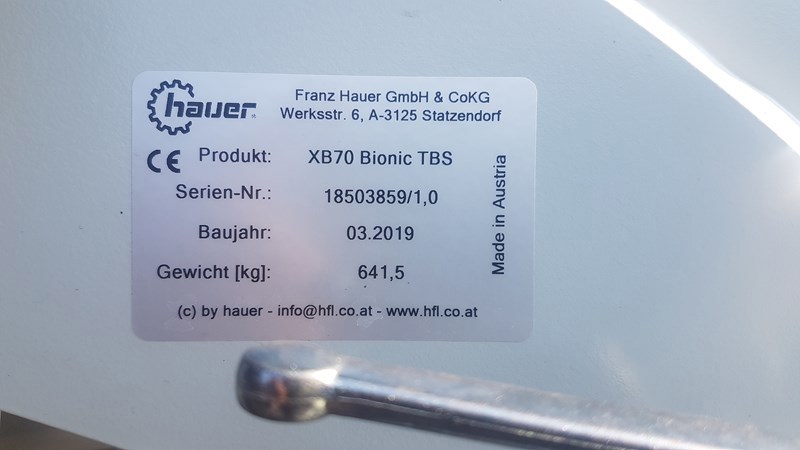 hauer
Franz Hauer GmbH & CoKG
Werksstr. 6, A-3125 Statzendorf
CE
Produkt: XB70 Bionic TBS
Serien-Nr.: 18503859/1,0
Baujahr: 03.2019
Gewicht [kg]: 641,5
Made in Austria
(c) by hauer - info@hfl.co.at - www.hfl.co.at